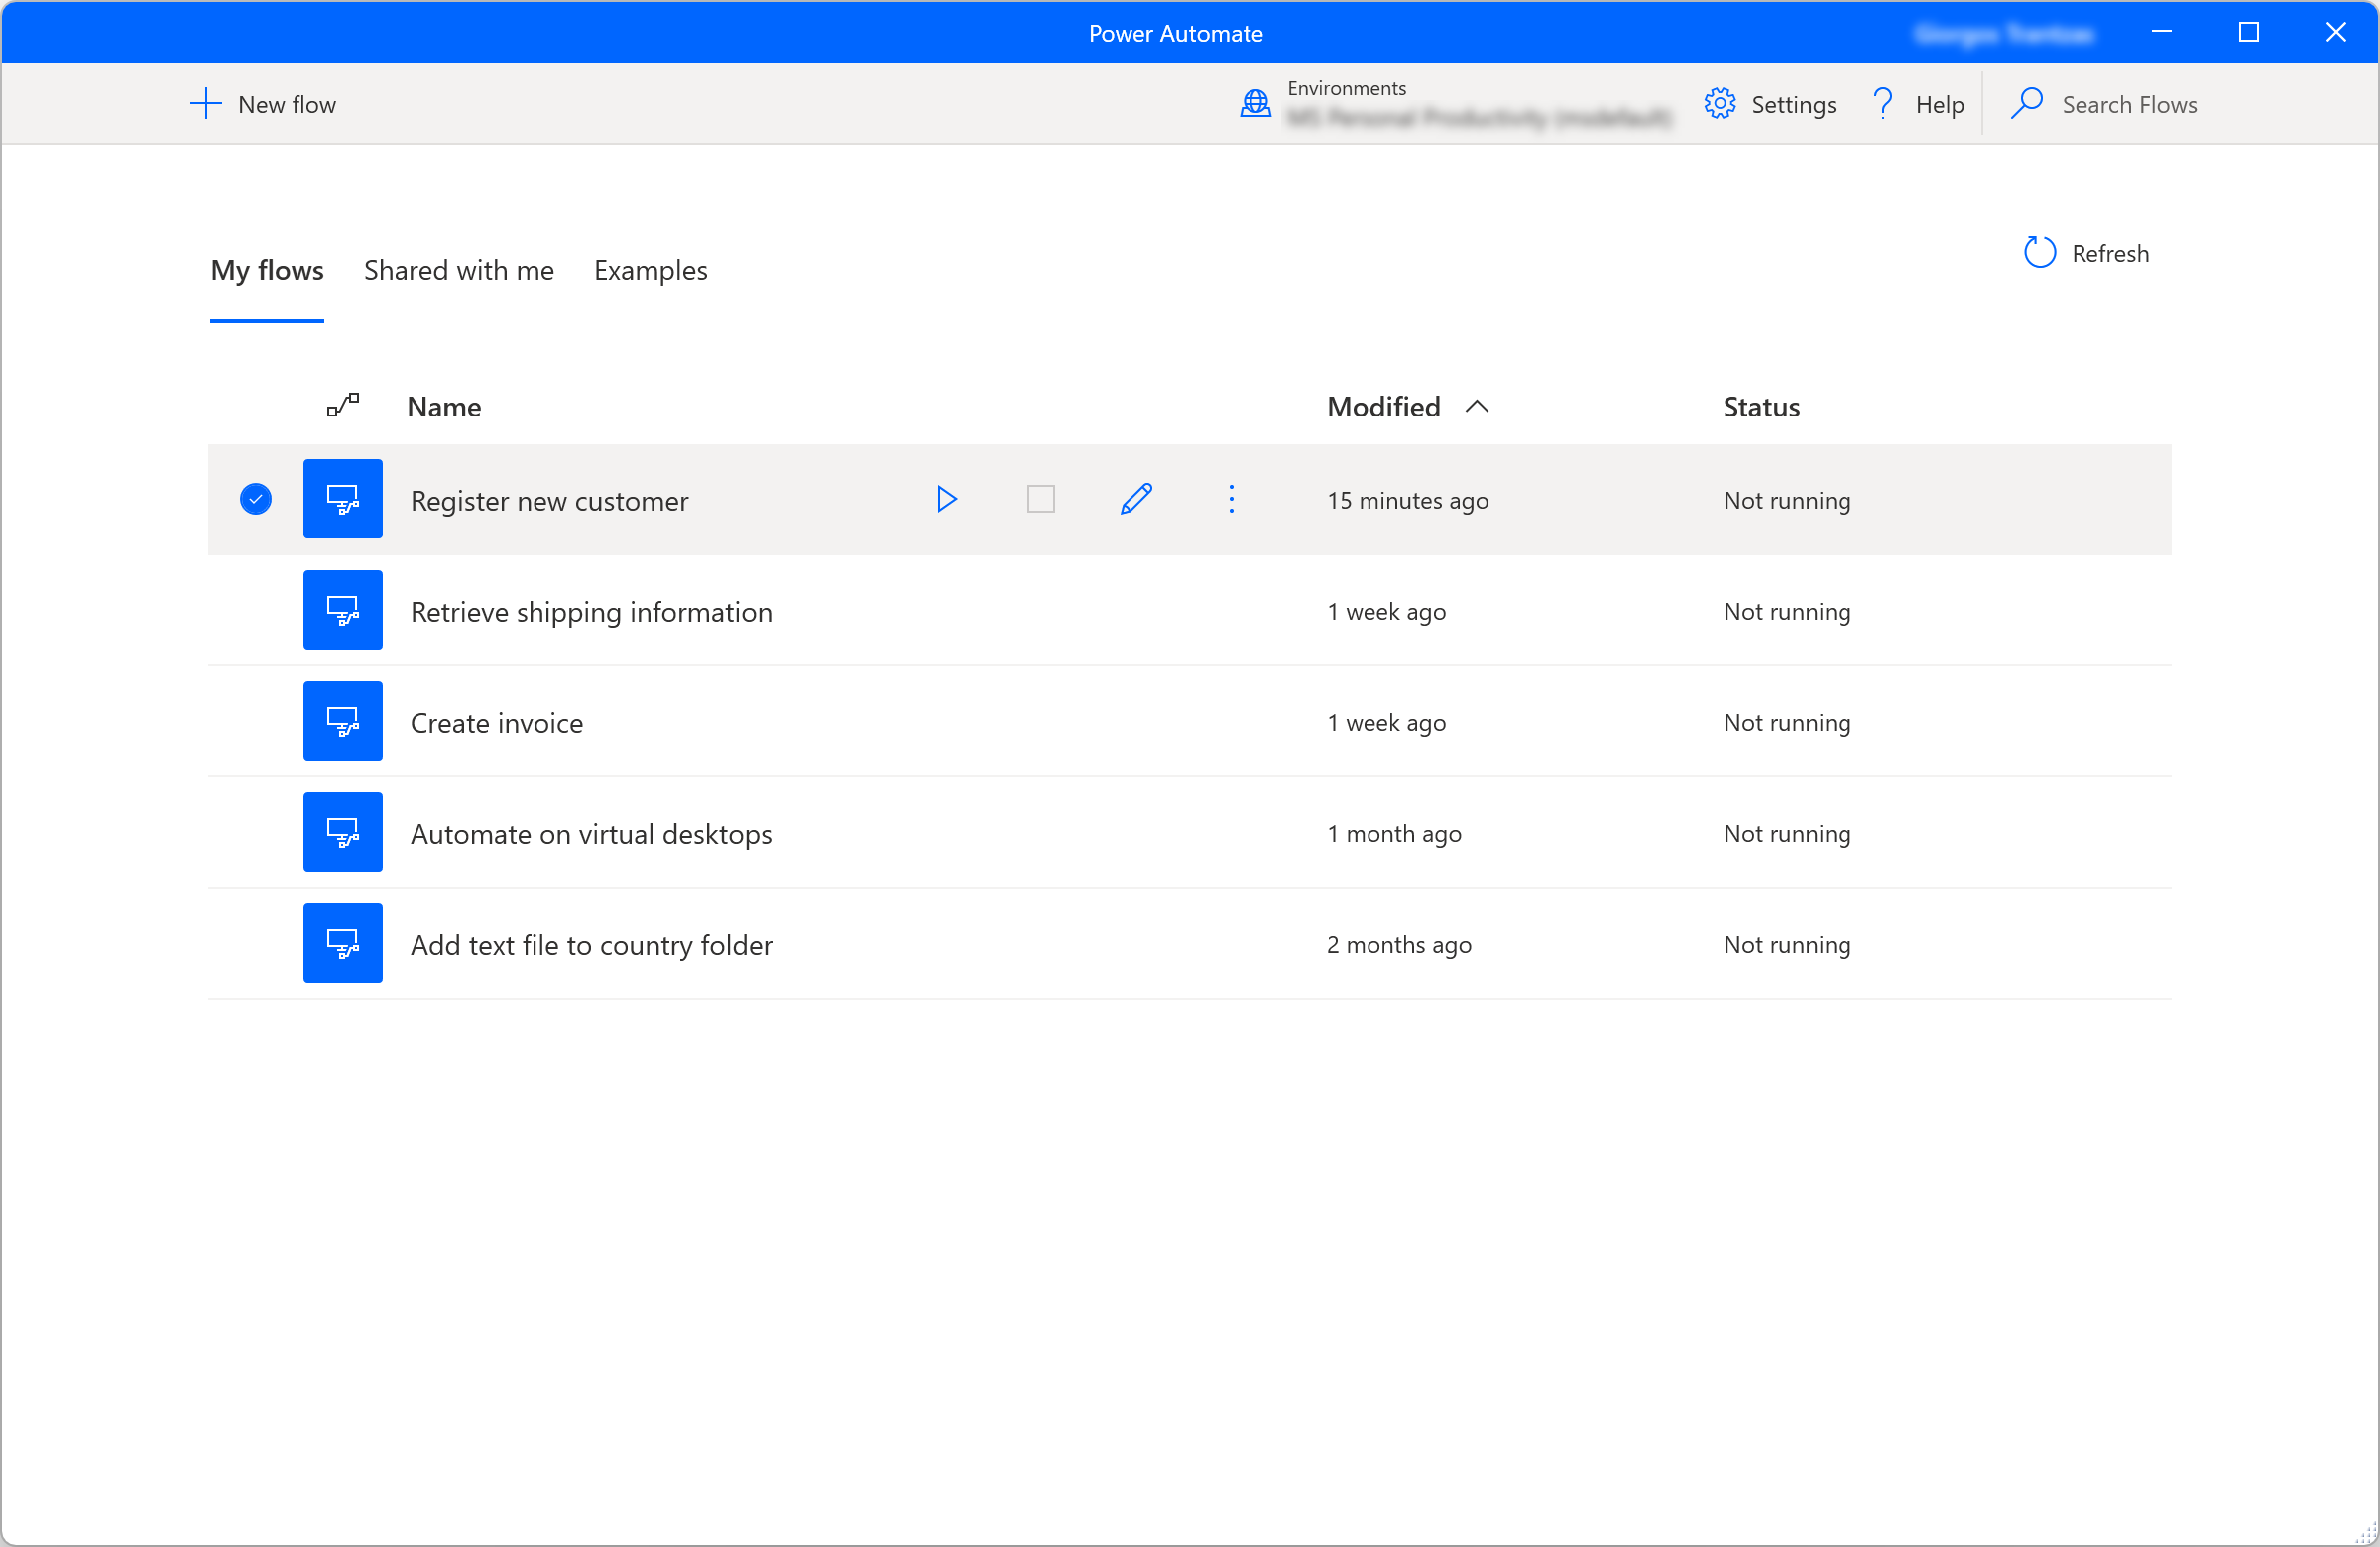 Power Automate
New flow
Environments
Settings
Help
Search Flows
My flows
Shared with me
Examples
Refresh
Name
Modified
Status
Register new customer
15 minutes ago
Not running
Retrieve shipping information
1 week ago
Not running
Create invoice
1 week ago
Not running
Automate on virtual desktops
1 month ago
Not running
Add text file to country folder
2 months ago
Not running